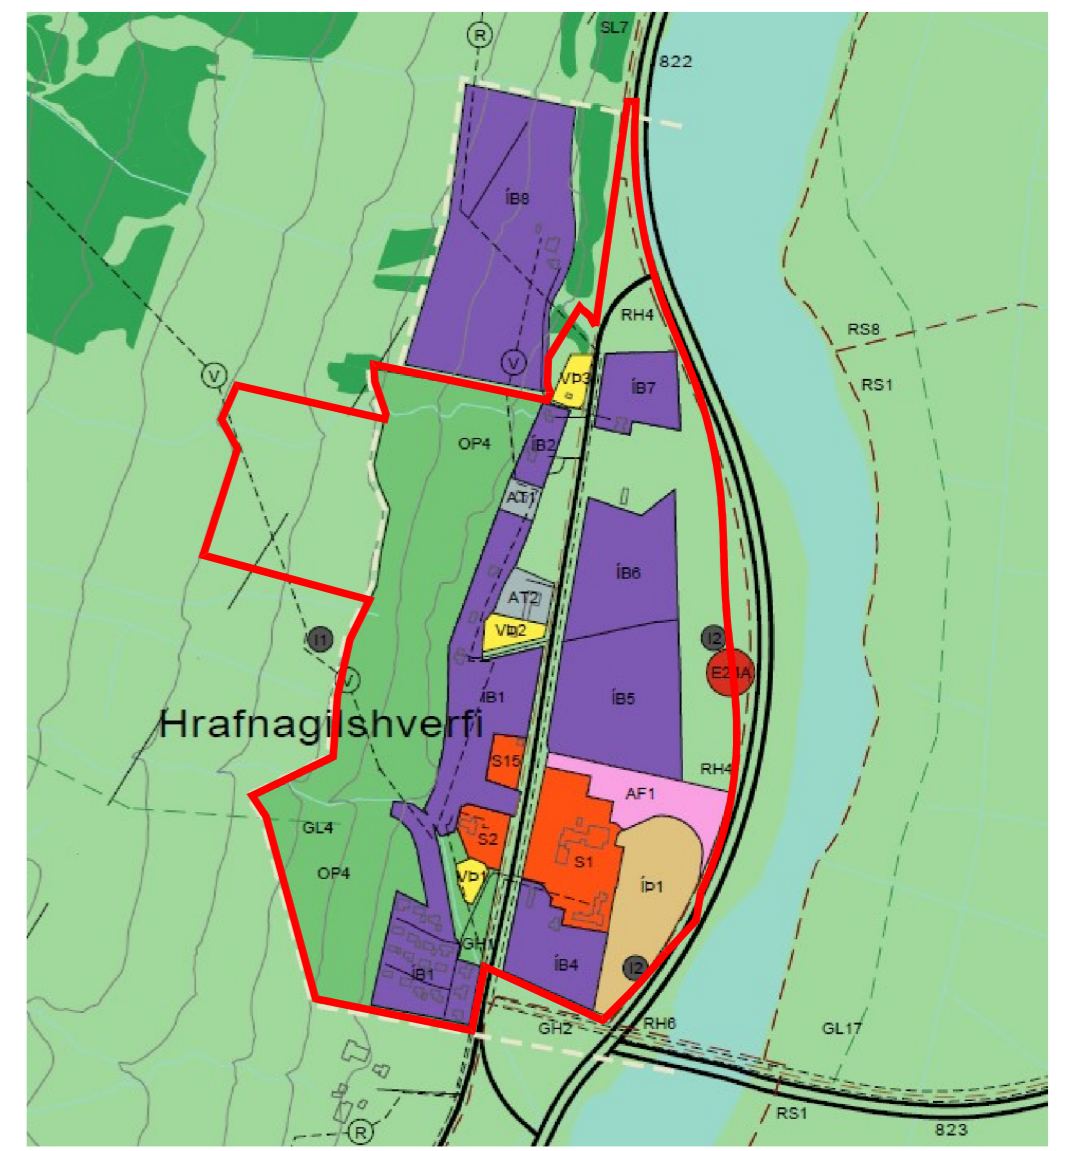 SL7
R
822
ÍB8
RH4
RS8
V
V
VÞ3
ÍB7
RS1
OP4
ÍB2
AT1
ÍB6
AT2
VÞ2
I1
I2
E24A
V
ÍB1
ÍB5
Hrafnagilshverfi
S15
RH4
AF1
GL4
S2
S1
OP4
VÞ1
ÍÞ1
GH1
ÍB4
I2
ÍB1
GH2
RH6
GL17
RS1
R
823